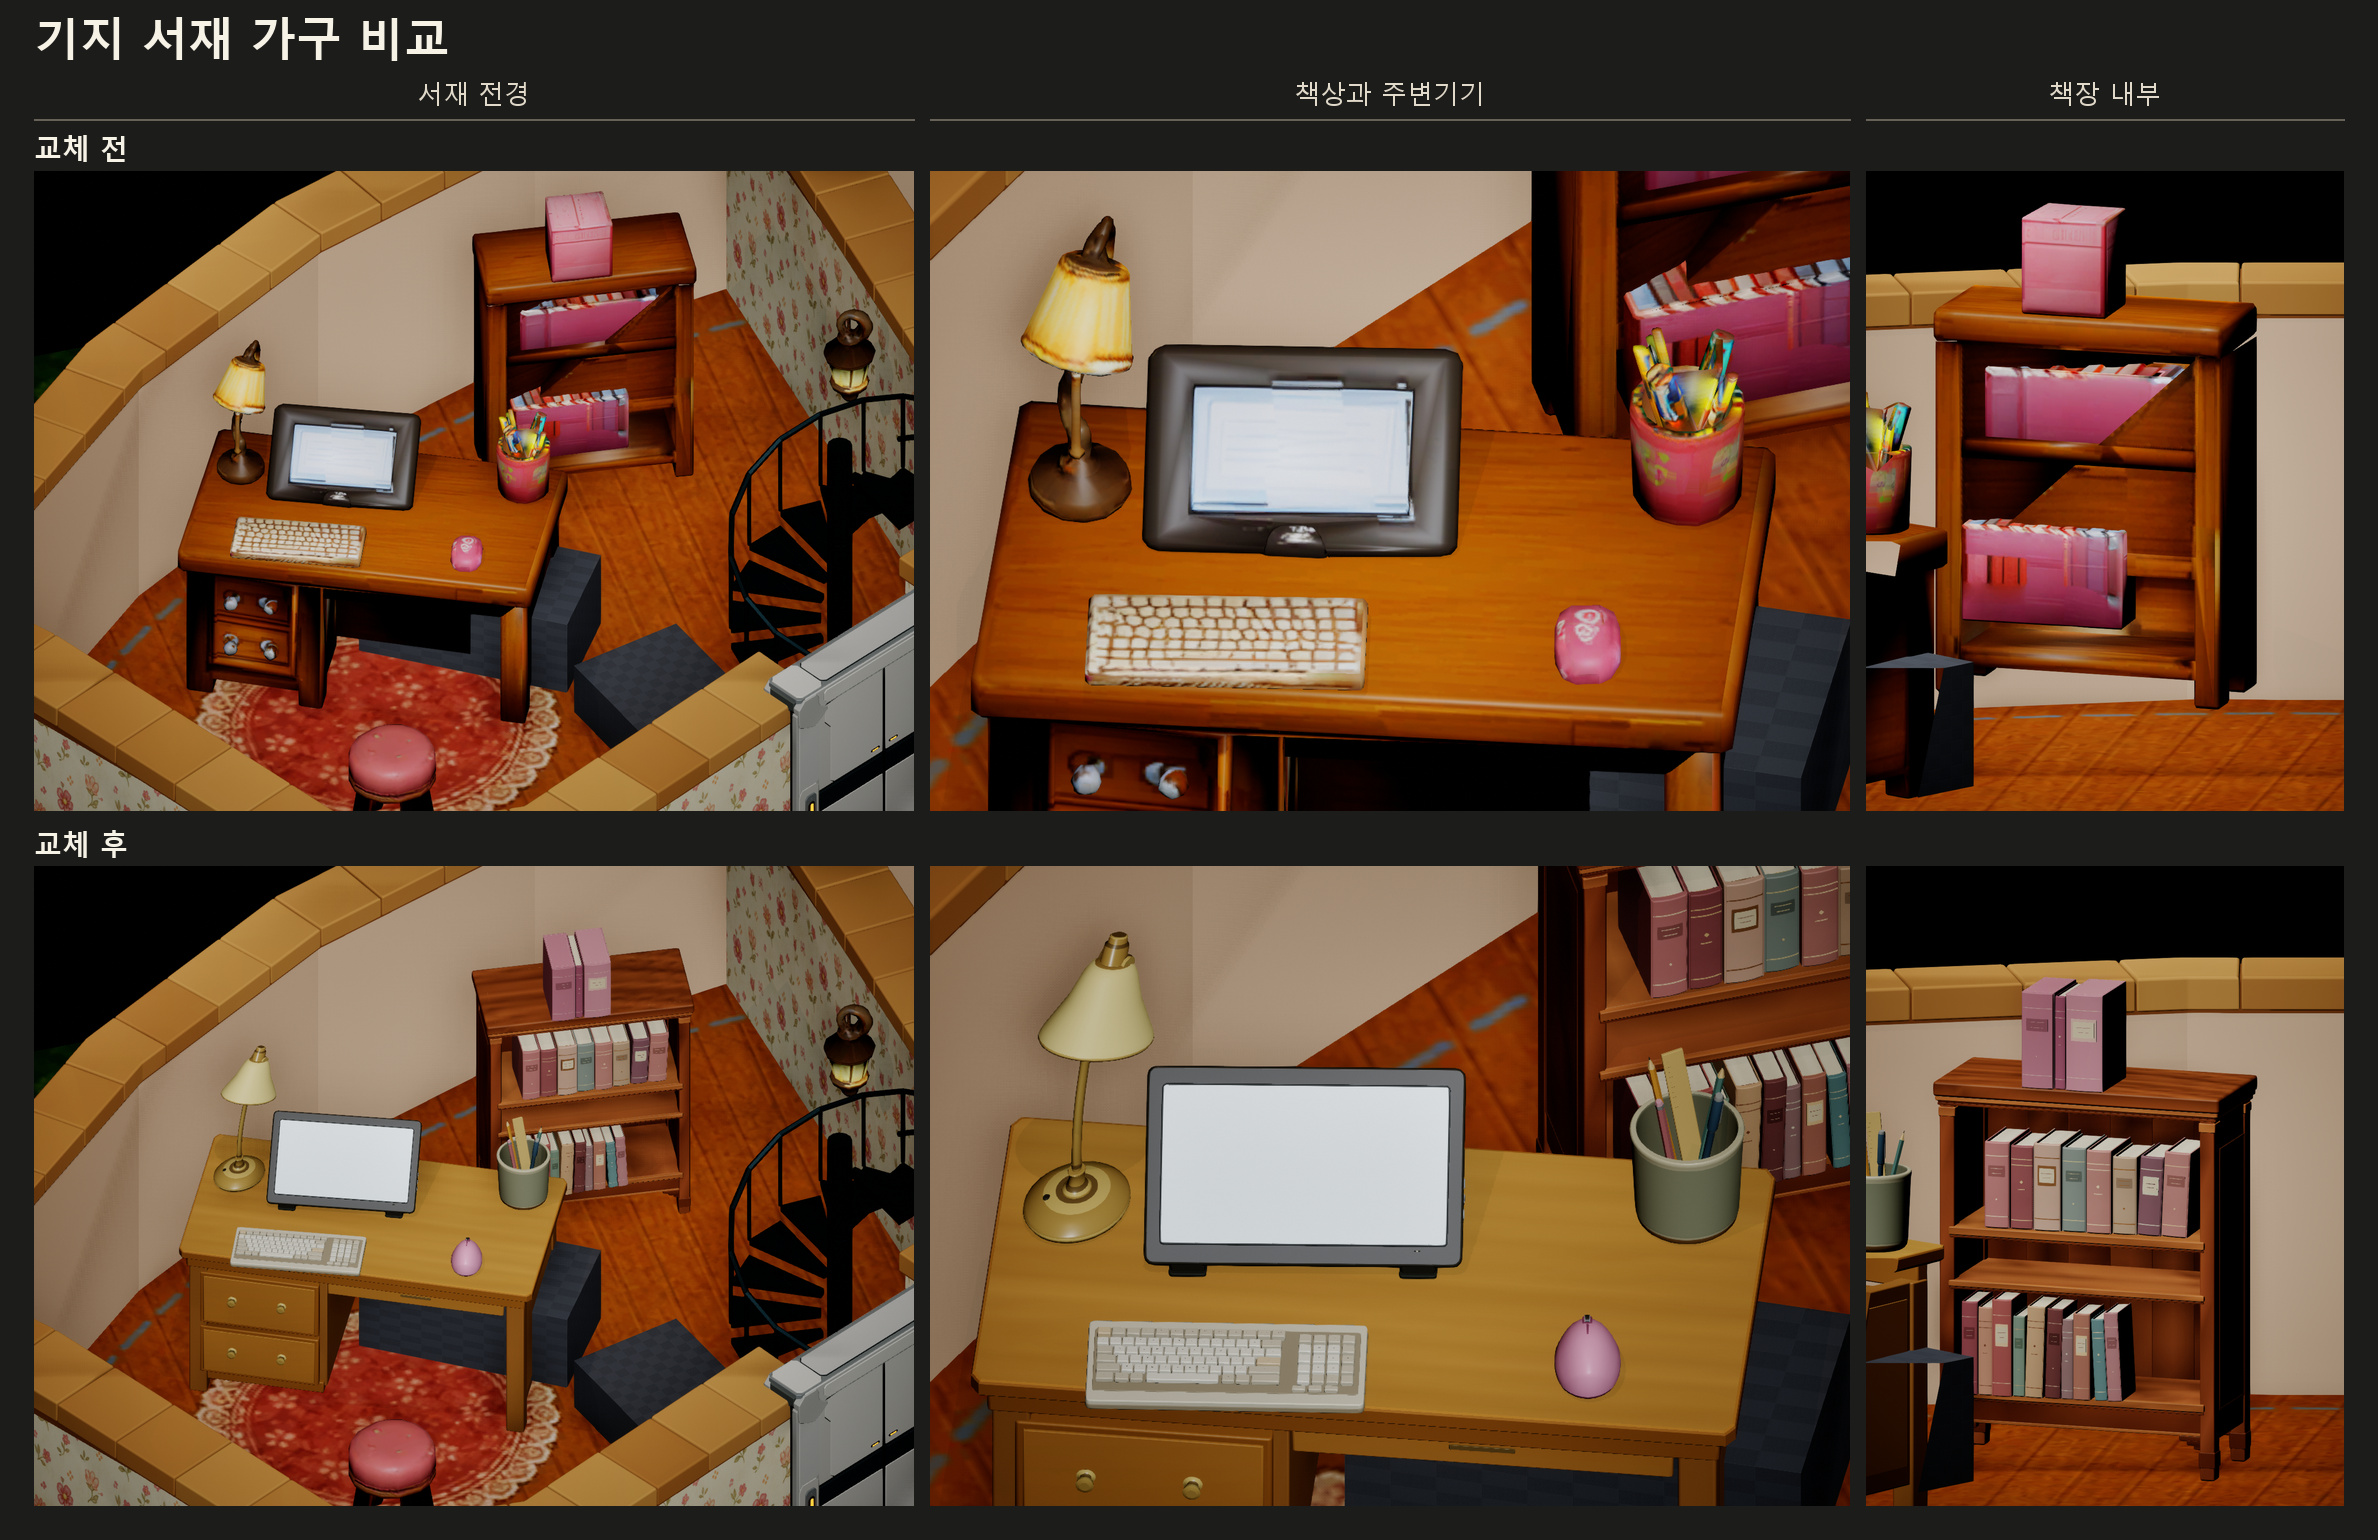 기지 서재 가구 비교
서재 전경
책상과 주변기기
책장 내부
교체 전
교체 후